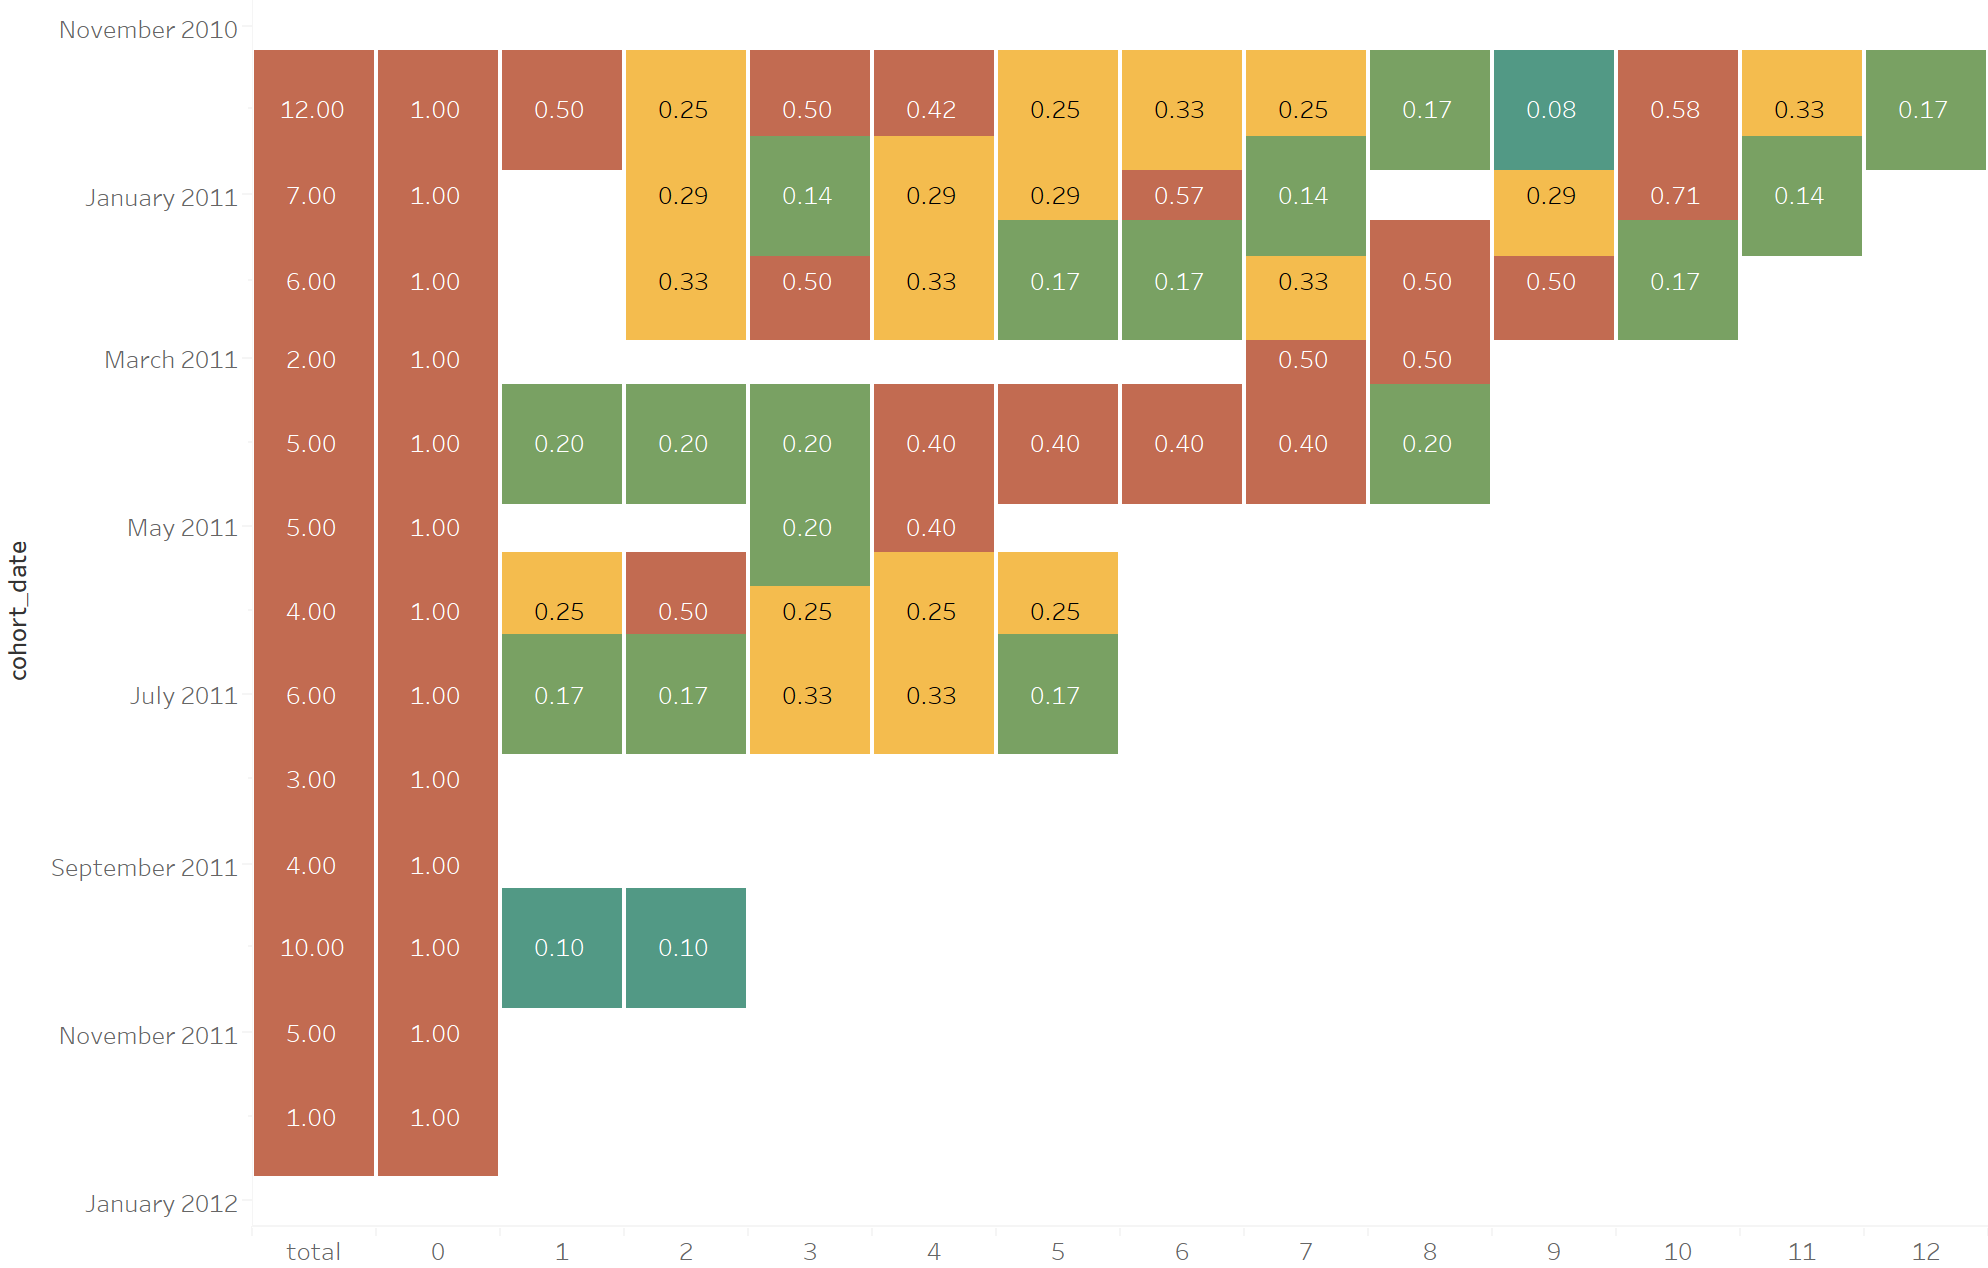 November 2010
12.00 1.00 0.50 0.25 0.50 0.42 0.25 0.33 0.25 0.17 0.08 0.58 0.33 0.17
January 2011 7.00 1.00 0.29 0.14 0.29 0.29 0.57 0.14 0.29 0.71 0.14
6.00 1.00 0.33 0.50 0.33 0.17 0.17 0.33 0.50 0.50 0.17
March 2011 2.00 1.00 0.50 0.50
5.00 1.00 0.20 0.20 0.20 0.40 0.40 0.40 0.40 0.20
May 2011 5.00 1.00 0.20 0.40
cohort_date
4.00 1.00 0.25 0.50 0.25 0.25 0.25
July 2011 6.00 1.00 0.17 0.17 0.33 0.33 0.17
3.00 1.00
September 2011 4.00 1.00
10.00 1.00 0.10 0.10
November 2011 5.00 1.00
1.00 1.00
January 2012
total 0 1 2 3 4 5 6 7 8 9 10 11 12